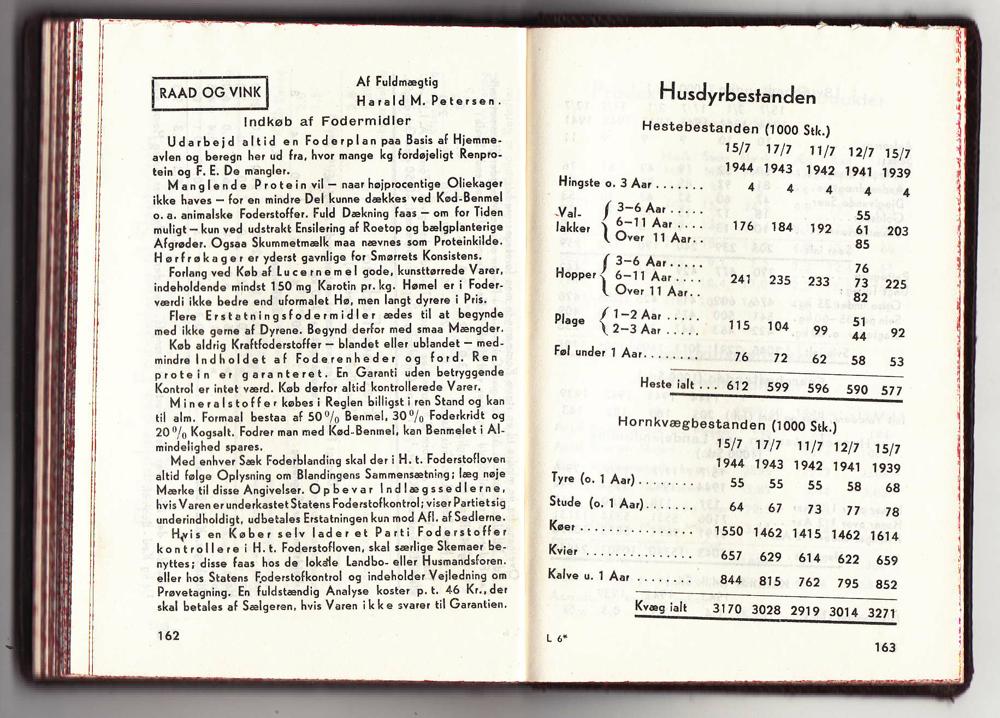 RAAD OG VINK
Af Fuldmægtig
Harald M. Petersen.
Indkøb af Fodermidler
Udarbejd altid en Foderplan paa Basis af Hjemme-
avlen og beregn her ud fra, hvor mange kg fordøjeligt Renpro-
tein og F. E. De mangler.
Manglende Protein vil — naar højprocentige Oliekager
ikke haves — for en mindre Del kunne dækkes ved Kød-Benmel
o. a. animalske Foderstoffer. Fuld Dækning faas — om for Tiden
muligt — kun ved udstrakt Ensilering af Roetop og bælgplanterige
Afgrøder. Ogsaa Skummetmælk maa nævnes som Proteinkilde.
Hørfrøkager er yderst gavnlige for Smørrets Konsistens.
Forlang ved Køb af Lucernemel gode, kunsttørrede Varer,
indeholdende mindst 150 mg Karotin pr. kg. Hømel er i Foder-
værdi ikke bedre end uformalet Hø, men langt dyrere i Pris.
Flere Erstatningsfodermidler ædes til at begynde
med ikke gerne af Dyrene. Begynd derfor med smaa Mængder.
Køb aldrig Kraftfoderstoffer — blandet eller ublandet — med-
mindre Indholdet af Foderenheder og ford. Ren
protein er garanteret. En Garanti uden betryggende
Kontrol er intet værd. Køb derfor altid kontrollerede Varer.
Mineralstoffer købes i Reglen billigst i ren Stand og kan
til alm. Formaal bestaa af 50% Benmel, 30% Foderkridt og
20% Kogsalt. Fodrer man med Kød-Benmel, kan Benmelet i Al-
mindelighed spares.
Med enhver Sæk Foderblanding skal der i H. t. Foderstofloven
altid følge Oplysning om Blandingens Sammensætning; læg nøje
Mærke til disse Angivelser. Opbevar Indlægssedlerne,
hvis Varen er underkastet Statens Foderstofkontrol; viser Partiet sig
underindholdigt, udbetales Erstatningen kun mod Afl. af Sedlerne.
Hvis en Køber selv lader et Parti Foderstoffer
kontrollere i H. t. Foderstofloven, skal særlige Skemaer be-
nyttes; disse faas hos de lokale Landbo- eller Husmandsforen.
eller hos Statens Foderstofkontrol og indeholder Vejledning om
Prøvetagning. En fuldstændig Analyse koster p. t. 46 Kr., der
skal betales af Sælgeren, hvis Varen ikke svarer til Garantien.
162
Husdyrbestanden
Hestebestanden (1000 Stk.)
15/7 17/7 11/7 12/7 15/7
1944 1943 1942 1941 1939
Hingste o. 3 Aar....... 4 4 4 4 4
Val-
lakker
3—6 Aar ..... 55
6—11 Aar .... 176 184 192 61 203
Over 11 Aar.. 85
Hopper
3—6 Aar ..... 76
6—11 Aar .... 241 235 233 73 225
Over 11 Aar.. 82
Plage
1—2 Aar ..... 115 104 99 51 92
2—3 Aar ..... 44
Føl under 1 Aar........ 76 72 62 58 53
Heste ialt ... 612 599 596 590 577
Hornkvægbestanden (1000 Stk.)
15/7 17/7 11/7 12/7 15/7
1944 1943 1942 1941 1939
Tyre (o. 1 Aar)........ 55 55 55 58 68
Stude (o. 1 Aar)....... 64 67 73 77 78
Køer ................ 1550 1462 1415 1462 1614
Kvier ............... 657 629 614 622 659
Kalve u. 1 Aar ........ 844 815 762 795 852
Kvæg ialt 3170 3028 2919 3014 3271
L 6*
163